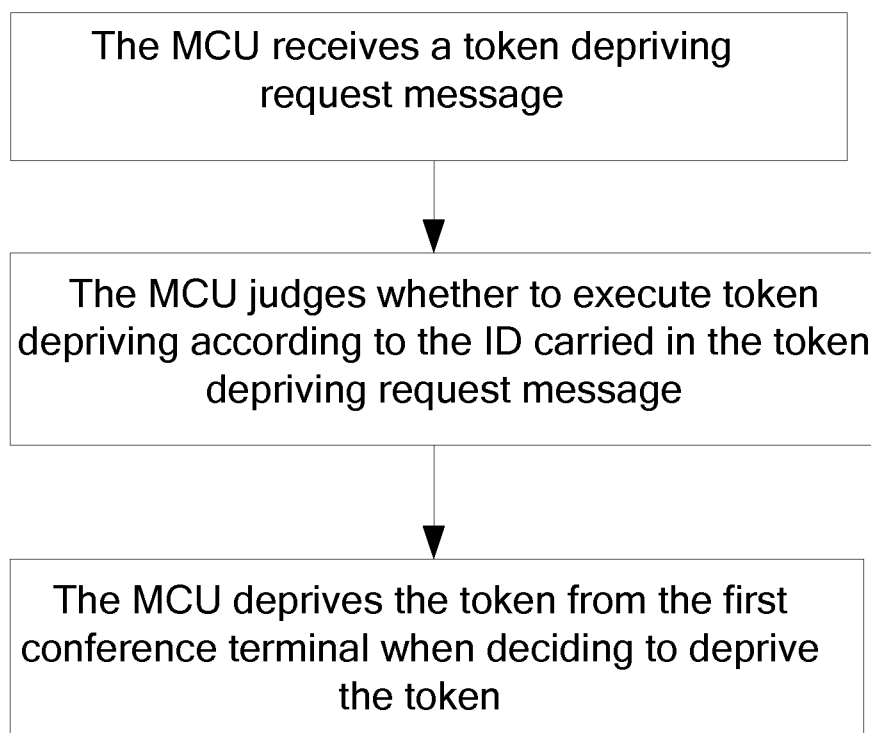 The MCU receives a token depriving
request message
The MCU judges whether to execute token
depriving according to the ID carried in the token
depriving request message
The MCU deprives the token from the first
conference terminal when deciding to deprive
the token